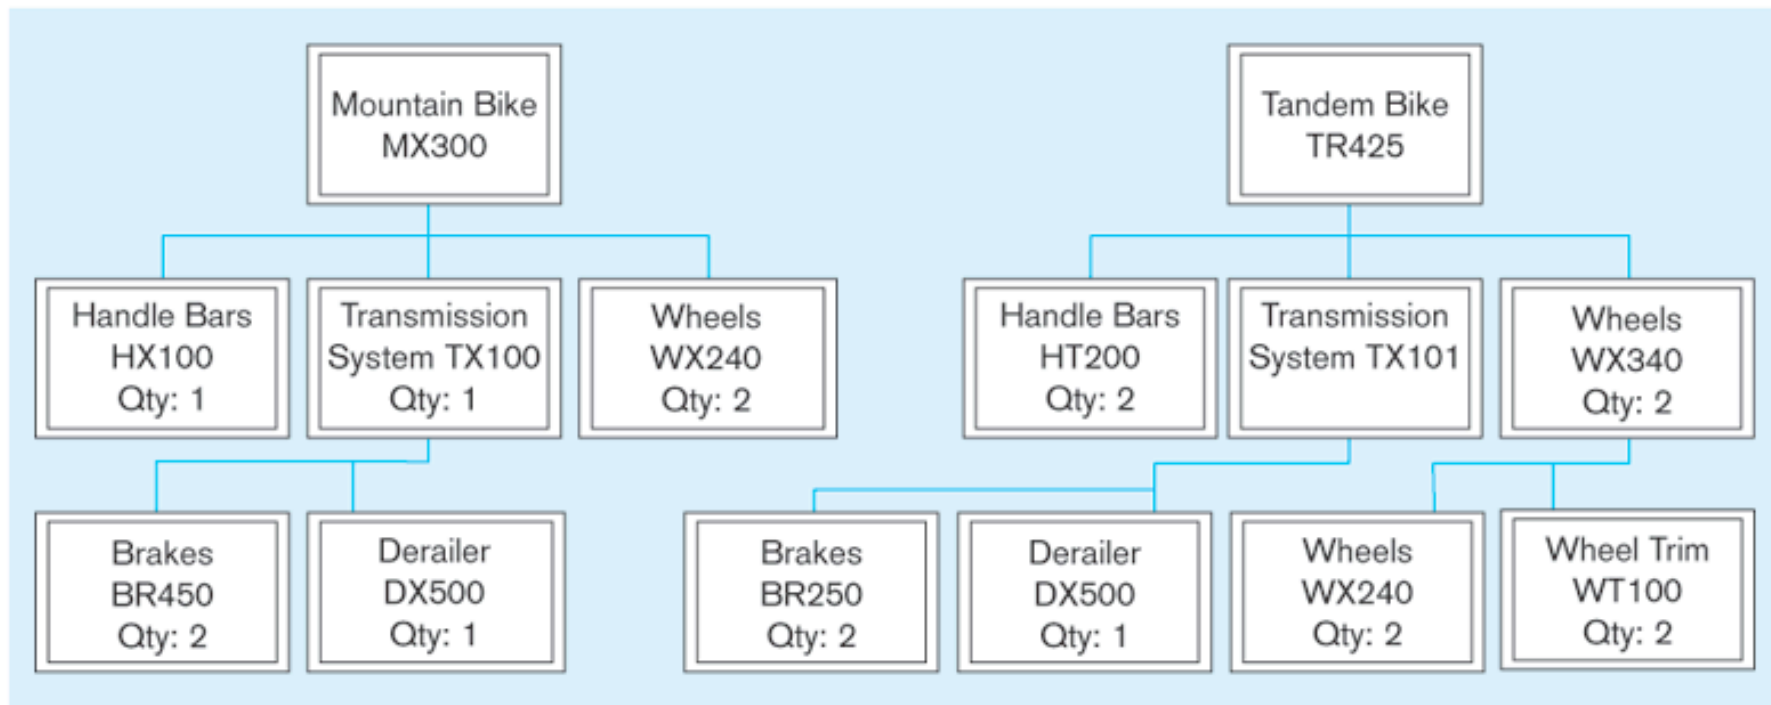 Mountain Bike
MX300
Tandem Bike
TR425
Handle Bars
HX100
Qty: 1
Transmission
System TX100
Qty: 1
Wheels
WX240
Qty: 2
Handle Bars
HT200
Qty: 2
Transmission
System TX101
Wheels
WX340
Qty: 2
Brakes
BR450
Qty: 2
Derailer
DX500
Qty: 1
Brakes
BR250
Qty: 2
Derailer
DX500
Qty: 1
Wheels
WX240
Qty: 2
Wheel Trim
WT100
Qty: 2